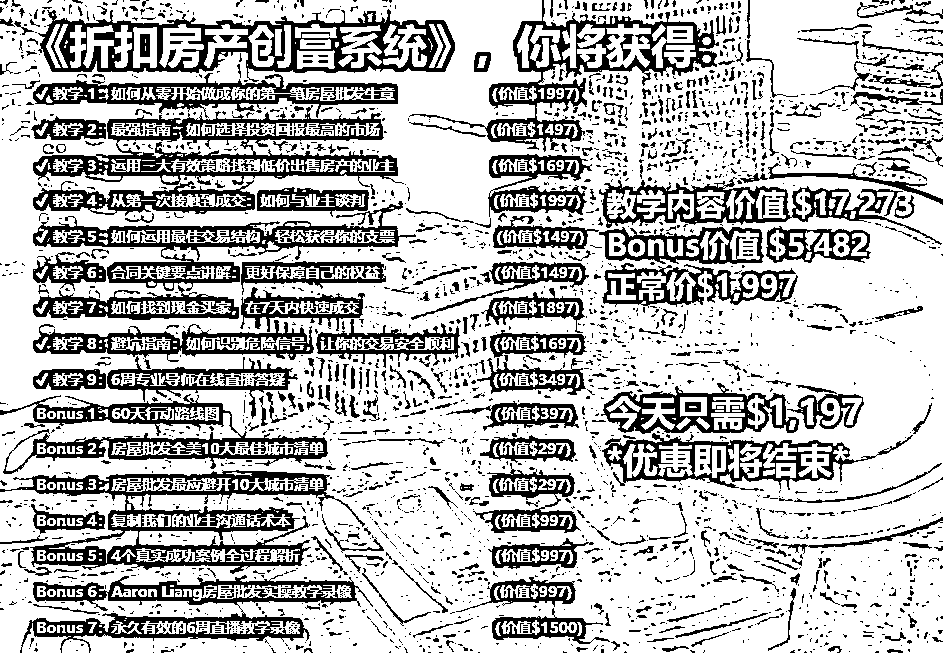 《折扣房产创富系统》，你将获得：
✓ 教学 1：如何从零开始做成你的第一笔房屋批发生意 (价值$1997)
✓ 教学 2：最强指南：如何选择投资回报最高的市场 (价值$1497)
✓ 教学 3：运用三大有效策略找到低价出售房产的业主 (价值$1697)
✓ 教学 4：从第一次接触到成交：如何与业主谈判 (价值$1997)
✓ 教学 5：如何运用最佳交易结构，轻松获得你的支票 (价值$1497)
✓ 教学 6：合同关键要点讲解：更好保障自己的权益 (价值$1497)
✓ 教学 7：如何找到现金买家，在7天内快速成交 (价值$1897)
✓ 教学 8：避坑指南：如何识别危险信号，让你的交易安全顺利 (价值$1697)
✓ 教学 9：6周专业导师在线直播答疑 (价值$3497)
Bonus 1：60天行动路线图 (价值$397)
Bonus 2：房屋批发全美10大最佳城市清单 (价值$297)
Bonus 3：房屋批发最应避开10大城市清单 (价值$297)
Bonus 4：复制我们的业主沟通话术本 (价值$997)
Bonus 5：4个真实成功案例全过程解析 (价值$997)
Bonus 6：Aaron Liang房屋批发实操教学录像 (价值$997)
Bonus 7：永久有效的6周直播教学录像 (价值$1500)
教学内容价值 $17,273
Bonus价值 $5,482
正常价$1,997
今天只需$1,197
*优惠即将结束*